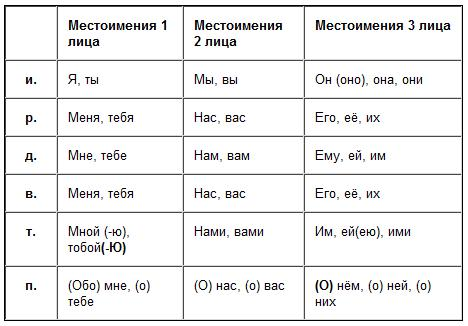 Местоимения 1 лица
Местоимения 2 лица
Местоимения 3 лица
и.
Я, ты
Мы, вы
Он (оно), она, они
р.
Меня, тебя
Нас, вас
Его, её, их
д.
Мне, тебе
Нам, вам
Ему, ей, им
в.
Меня, тебя
Нас, вас
Его, её, их
т.
Мной (-ю),
тобой(-Ю)
Нами, вами
Им, ей(ею), ими
п.
(Обо) мне, (о)
тебе
(О) нас, (о) вас
(О) нём, (о) ней, (о)
них